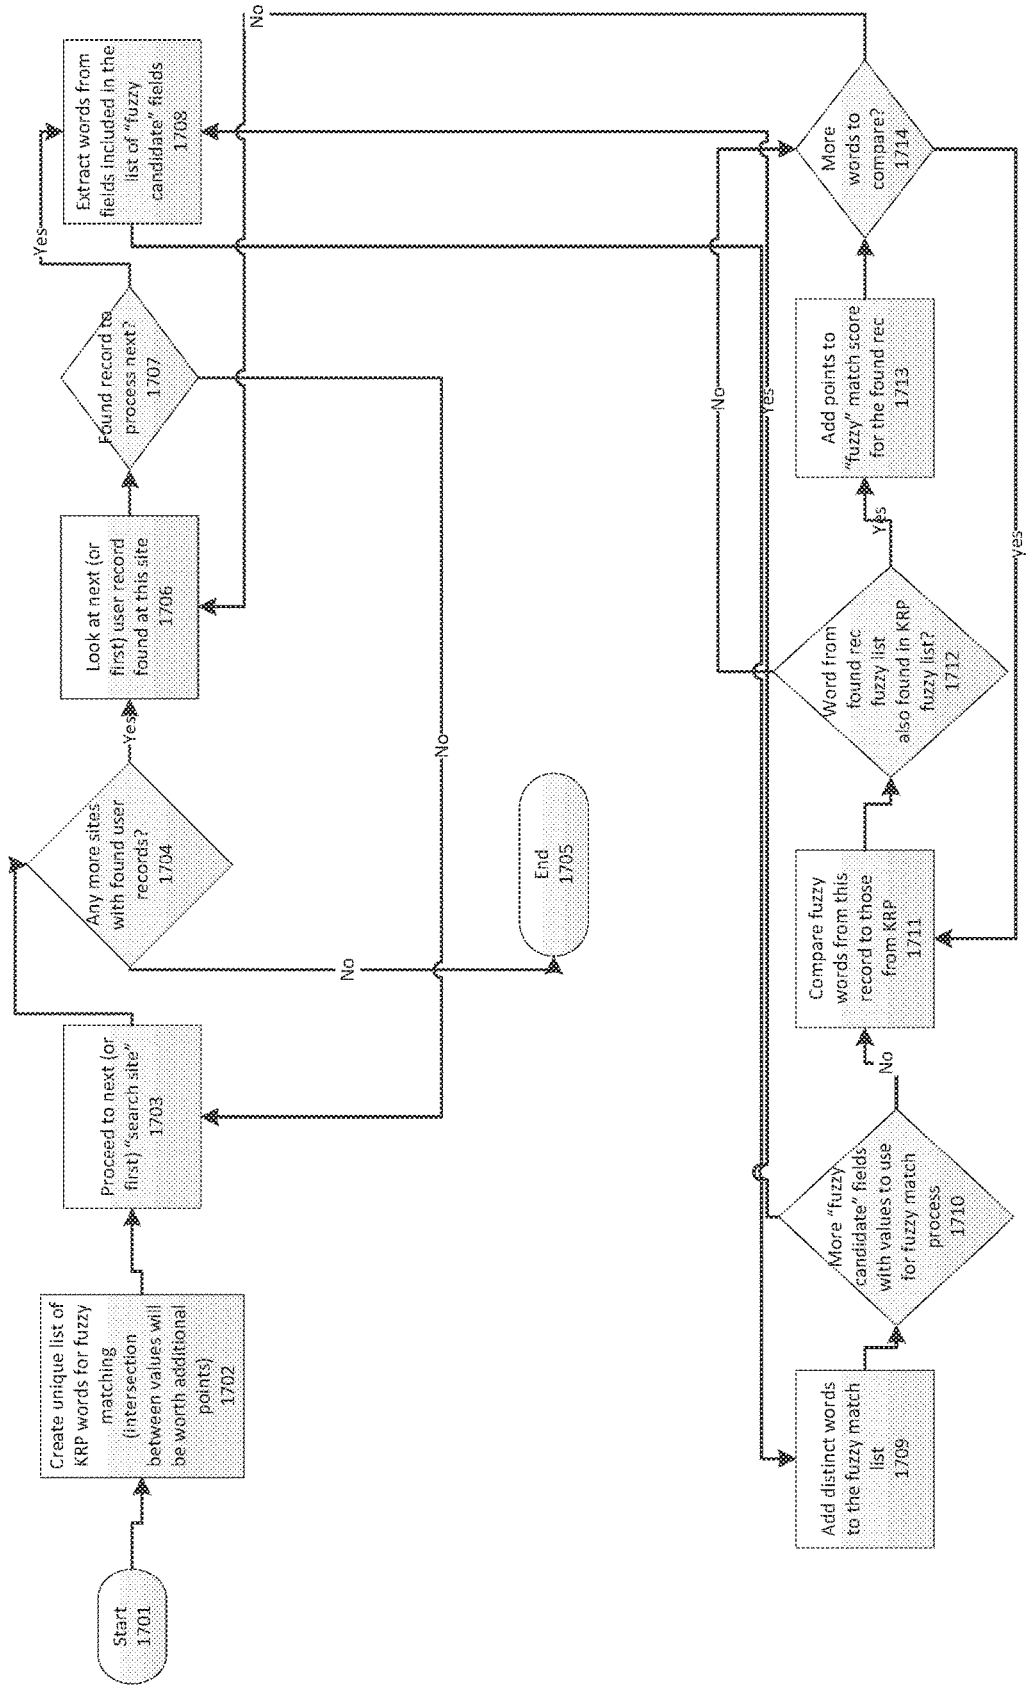 Start
1701
Create unique list of
KRP words for fuzzy
matching
(intersection
between values will
be worth additional
points)
1702
Proceed to next (or
first) "search site"
1703
Any more sites
with found user
records?
1704
Yes
No
End
1705
Look at next (or
first) user record
found at this site
1706
Found record to
process next?
1707
Yes
No
Extract words from
fields included in the
list of "fuzzy
candidate" fields
1708
No
Add distinct words
to the fuzzy match
list
1709
More "fuzzy
candidate" fields
with values to use
for fuzzy match
process
1710
No
Yes
Compare fuzzy
words from this
record to those
from KRP
1711
Word from
found rec
fuzzy list
also found in KRP
fuzzy list?
1712
No
Yes
Add points to
"fuzzy" match score
for the found rec
1713
More
words to
compare?
1714
yes